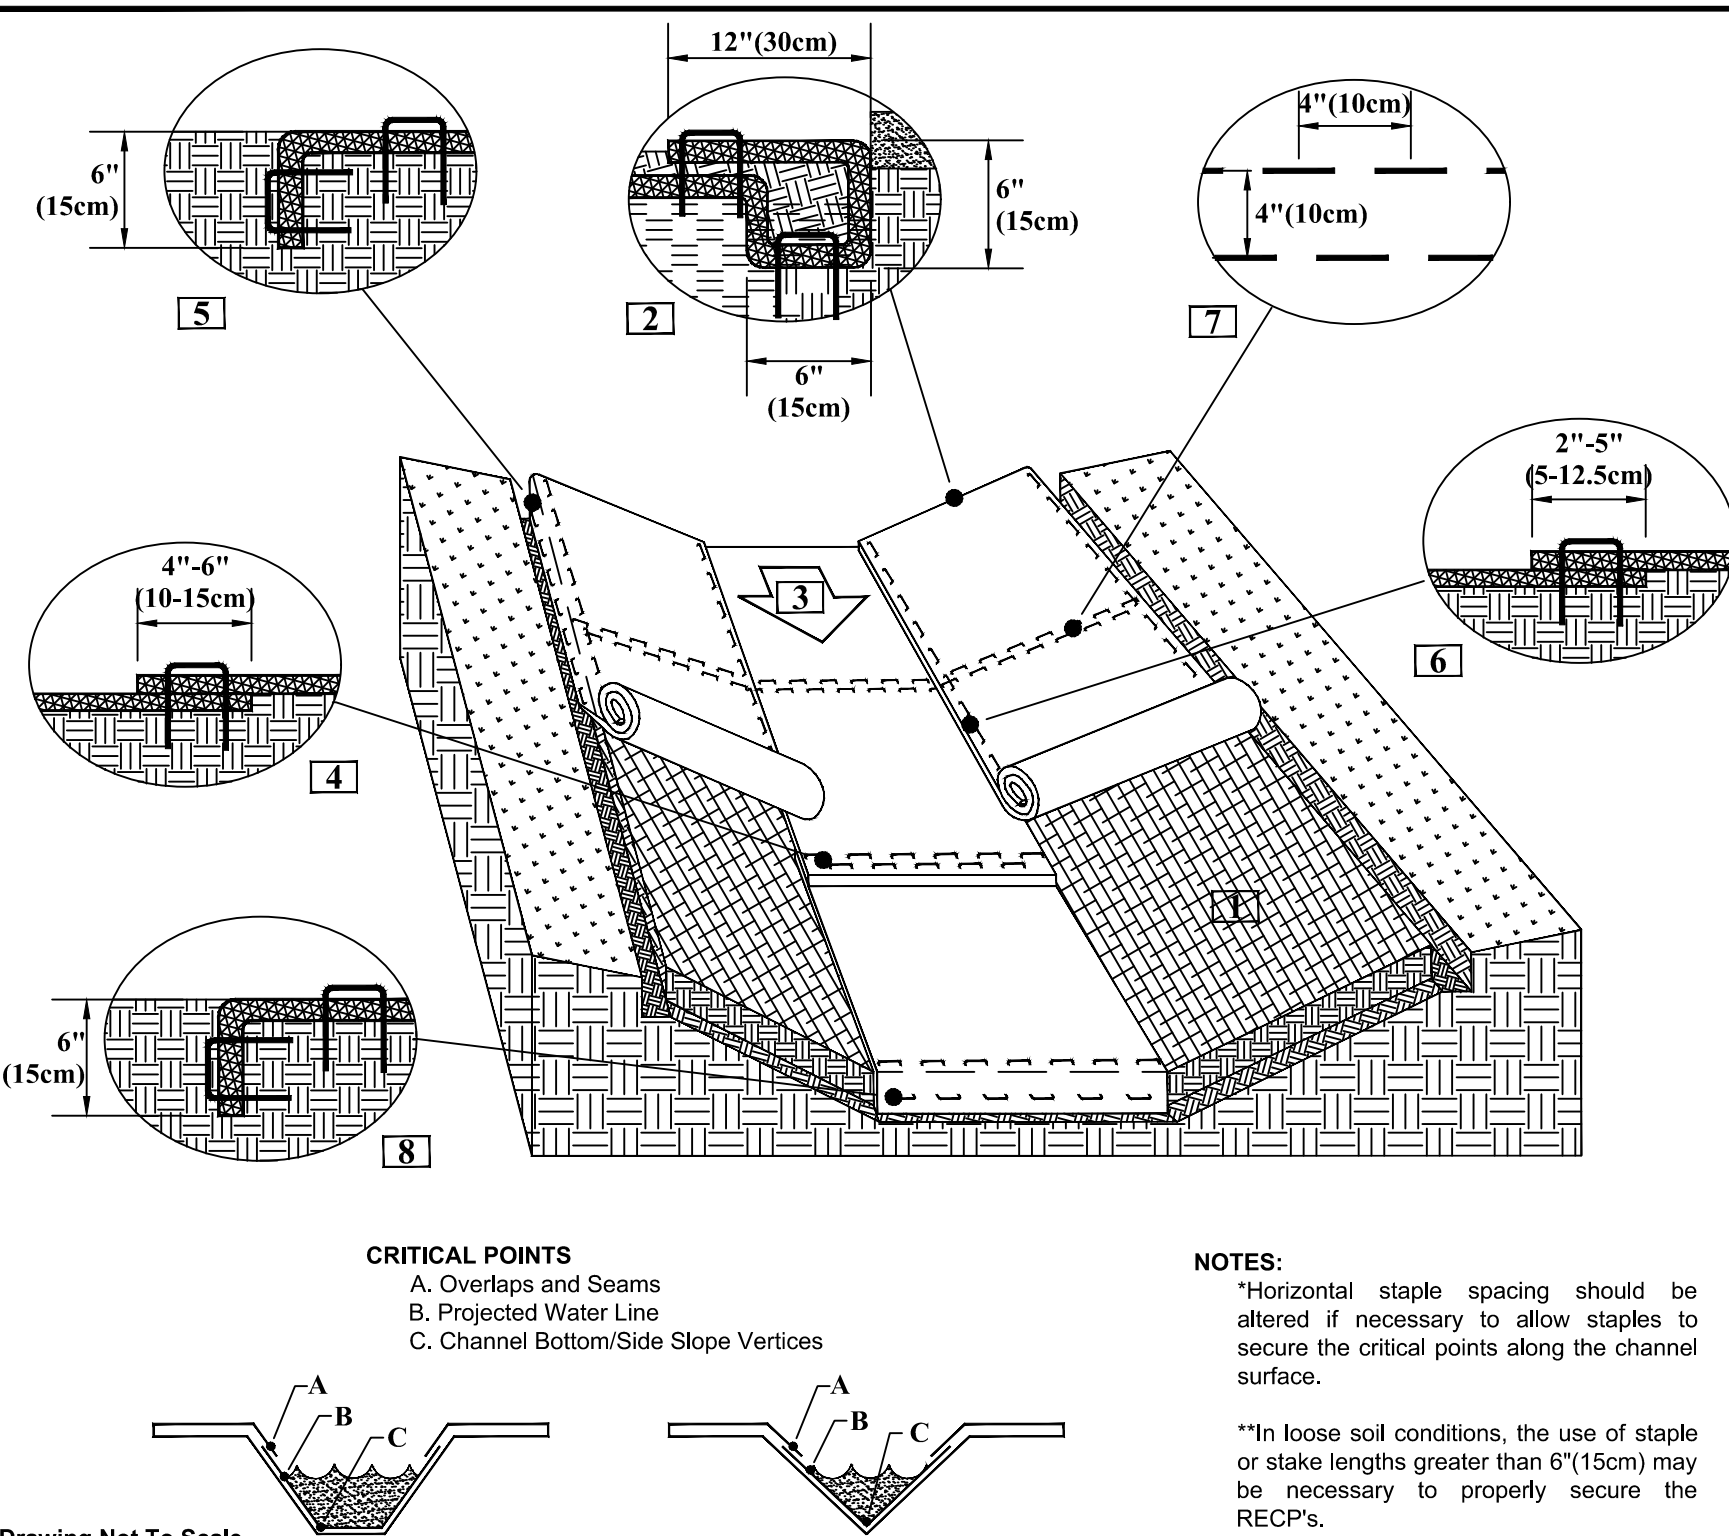 12"(30cm)
4"(10cm)
6"
(15cm)
6"
(15cm)
4"(10cm)
5
2
7
6"
(15cm)
2"-5"
(5-12.5cm)
4"-6"
(10-15cm)
3
6
4
1
6"
(15cm)
8
CRITICAL POINTS
A. Overlaps and Seams
B. Projected Water Line
C. Channel Bottom/Side Slope Vertices
A
B
C
A
B
C
NOTES:
*Horizontal staple spacing should be
altered if necessary to allow staples to
secure the critical points along the channel
surface.
**In loose soil conditions, the use of staple
or stake lengths greater than 6"(15cm) may
be necessary to properly secure the
RECP's.
Drawing Not To Scale